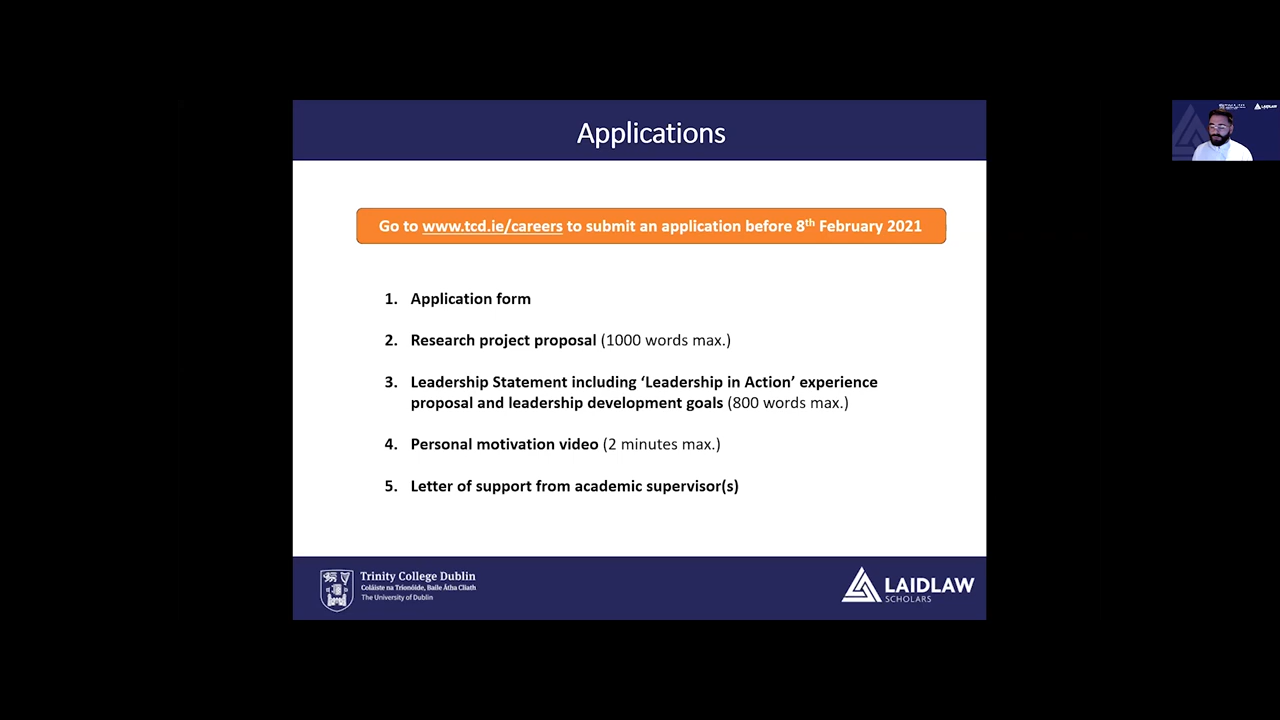 Applications
Go to www.tcd.ie/careers to submit an application before 8th February 2021
1. Application form
2. Research project proposal (1000 words max.)
3. Leadership Statement including ‘Leadership in Action’ experience
proposal and leadership development goals (800 words max.)
4. Personal motivation video (2 minutes max.)
5. Letter of support from academic supervisor(s)
Trinity College Dublin
Coláiste na Tríonóide, Baile Átha Cliath
The University of Dublin
LAIDLAW
SCHOLARS
LAIDLAW